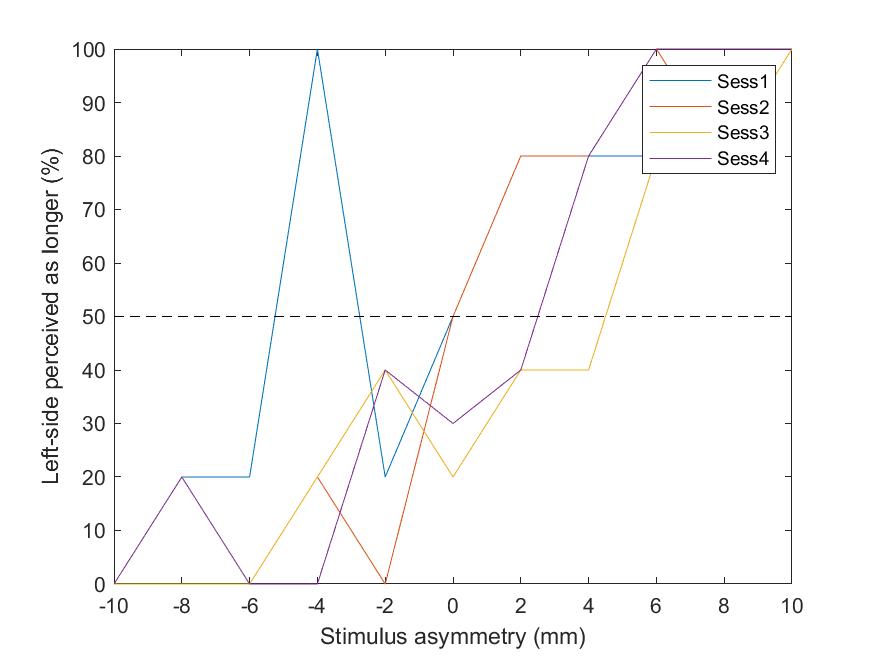 100
90
80
70
60
50
40
30
20
10
0
Left-side perceived as longer (%)
Sess1
Sess2
Sess3
Sess4
-10 -8 -6 -4 -2 0 2 4 6 8 10
Stimulus asymmetry (mm)